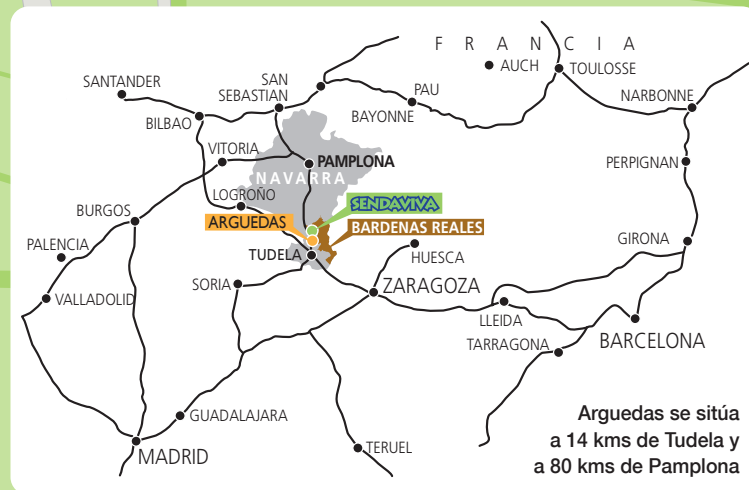 FRANCIA
AUCH
TOULOSSE
SANTANDER
SAN
SEBASTIAN
PAU
NARBONNE
BILBAO
BAYONNE
VITORIA
PAMPLONA
PERPIGNAN
NAVARRA
LOGROÑO
SENDAVIVA
BURGOS
ARGUEDAS
BARDENAS REALES
PALENCIA
TUDELA
HUESCA
GIRONA
SORIA
ZARAGOZA
VALLADOLID
LLEIDA
TARRAGONA
BARCELONA
GUADALAJARA
MADRID
TERUEL
Arguedas se sitúa
a 14 kms de Tudela y
a 80 kms de Pamplona